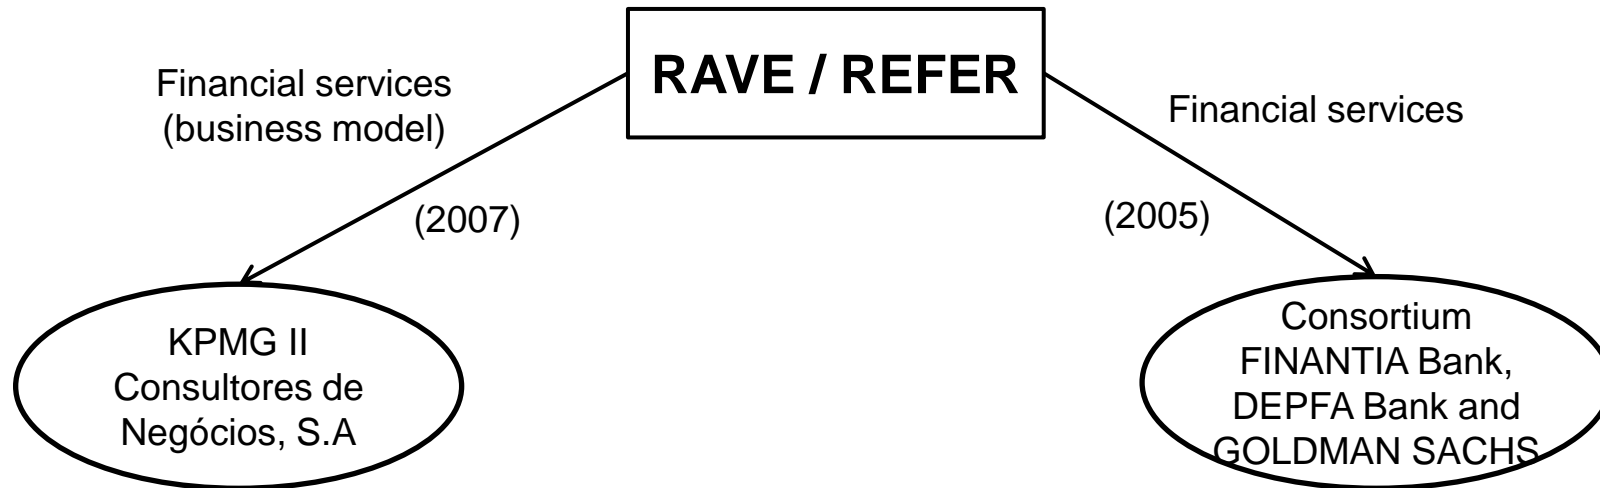 RAVE / REFER
Financial services
(business model)
(2007)
Financial services
(2005)
KPMG II
Consultores de
Negócios, S.A
Consortium
FINANTIA Bank,
DEPFA Bank and
GOLDMAN SACHS